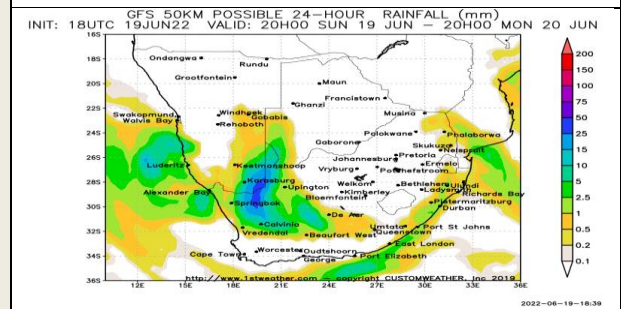 GFS 50KM POSSIBLE 24-HOUR RAINFALL (mm)
INIT: 18UTC 19JUN22 VALID: 20H00 SUN 19 JUN - 20H00 MON 20 JUN
16S
18S
20S
22S
24S
26S
28S
30S
32S
34S
36S
Ondangwa
Rundu
Grootfontein
Maun
Francistown
Ghanzi
Swakopmund
Walvis Bay
Windhoek
Gobabis
Rehoboth
Musina
Polokwane
Phalaborwa
Gaborone
Skukuza
Nelspruit
Pretoria
Johannesburg
Ermelo
Luderitz
Keetmanshoop
Vryburg
Potchefstroom
Karasburg
Upington
Welkom
Bethlehem
Ulundi
Alexander Bay
Kimberley
Ladysmith
Richards Bay
Springbok
Bloemfontein
Pietermaritzburg
Durban
De Aar
Calvinia
Umtata
Port St Johns
Vredendal
Beaufort West
Queenstown
East London
Cape Town
Worcester
Oudtshoorn
George
Port Elizabeth
http://www.1stweather.com - copyright CUSTOMWEATHER, Inc 2019
12E 15E 18E 21E 24E 27E 30E 33E 36E
200
150
100
75
50
25
15
10
5
2.5
1
0.5
0.2
0.1
2022-06-19-18:39